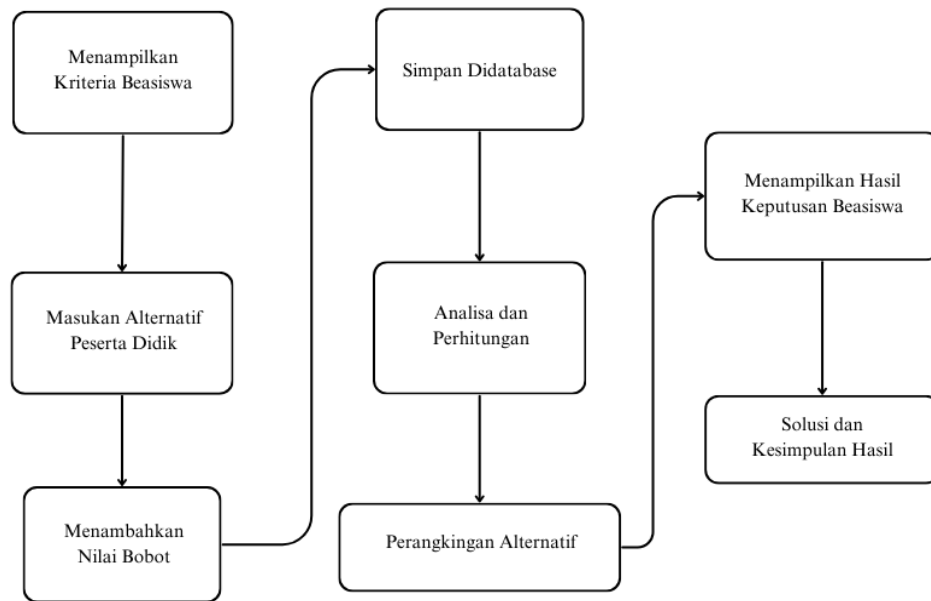 Menampilkan
Kriteria Beasiswa
Masukan Alternatif
Peserta Didik
Menambahkan
Nilai Bobot
Simpan Didatabase
Analisa dan
Perhitungan
Perangkingan Alternatif
Menampilkan Hasil
Keputusan Beasiswa
Solusi dan
Kesimpulan Hasil